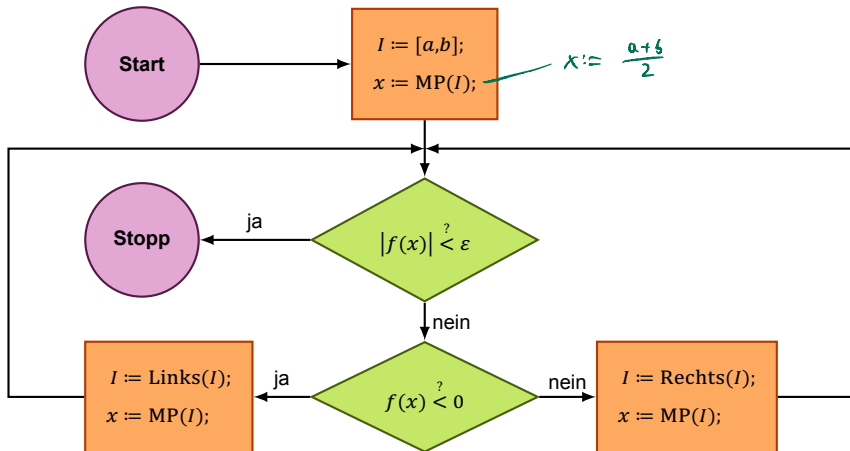 Start
I := [a,b];
x := MP(I);
x := a+b/2
ja
Stopp
|f(x)| <? ε
nein
I := Links(I);
x := MP(I);
ja
f(x) <? 0
nein
I := Rechts(I);
x := MP(I);